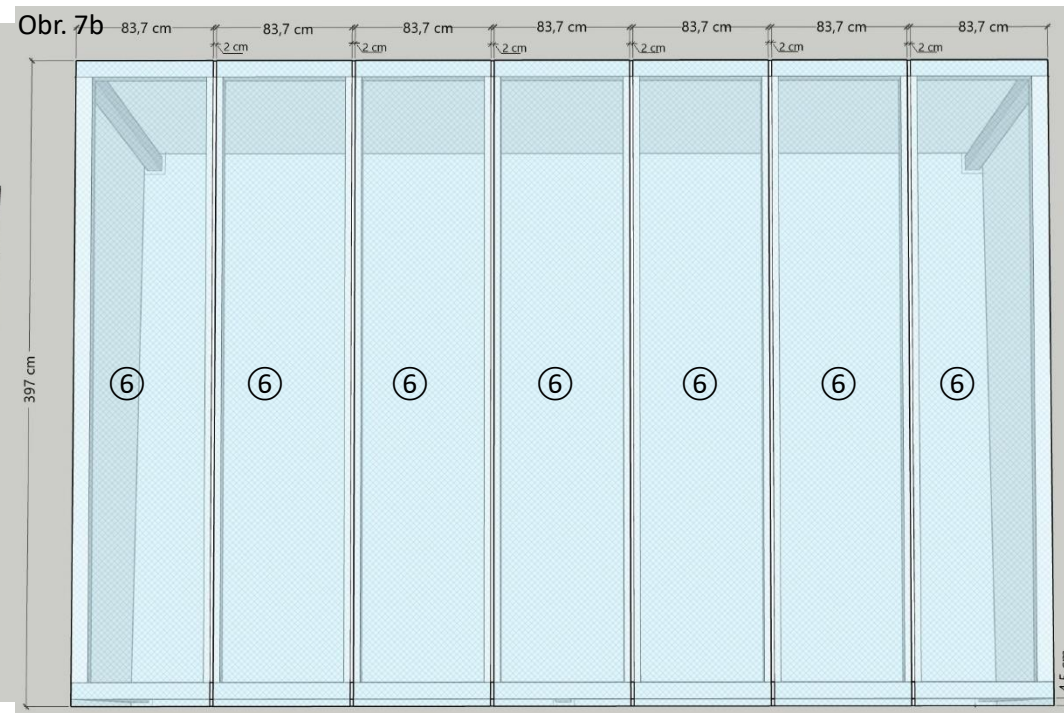 Obr. 7b
83,7 cm 83,7 cm 83,7 cm 83,7 cm 83,7 cm 83,7 cm 83,7 cm
2 cm 2 cm 2 cm 2 cm 2 cm 2 cm
397 cm
⑥ ⑥ ⑥ ⑥ ⑥ ⑥ ⑥